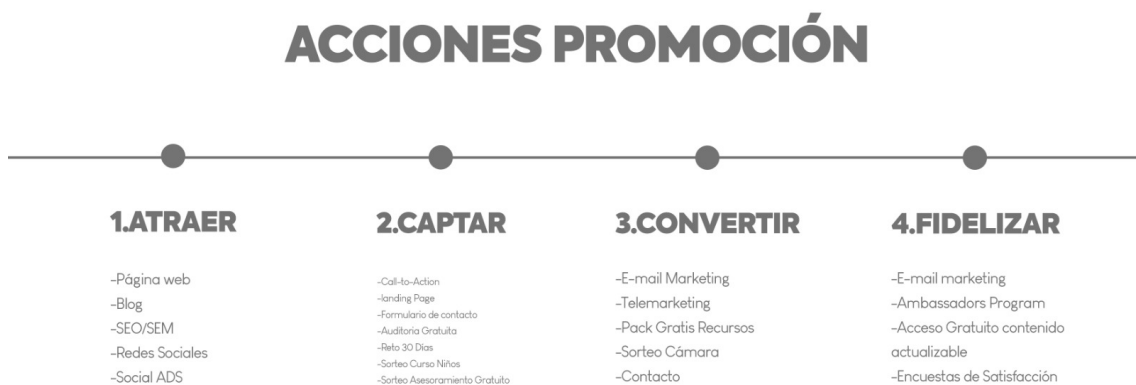 ACCIONES PROMOCIÓN
1.ATRAER
-Página web
-Blog
-SEO/SEM
-Redes Sociales
-Social ADS
2.CAPTAR
-Call-to-Action
-landing Page
-Formulario de contacto
-Auditoria Gratuita
-Reto 30 Días
-Sorteo Curso Niños
-Sorteo Asesoramiento Gratuito
3.CONVERTIR
-E-mail Marketing
-Telemarketing
-Pack Gratis Recursos
-Sorteo Cámara
-Contacto
4.FIDELIZAR
-E-mail marketing
-Ambassadors Program
-Acceso Gratuito contenido
actualizable
-Encuestas de Satisfacción